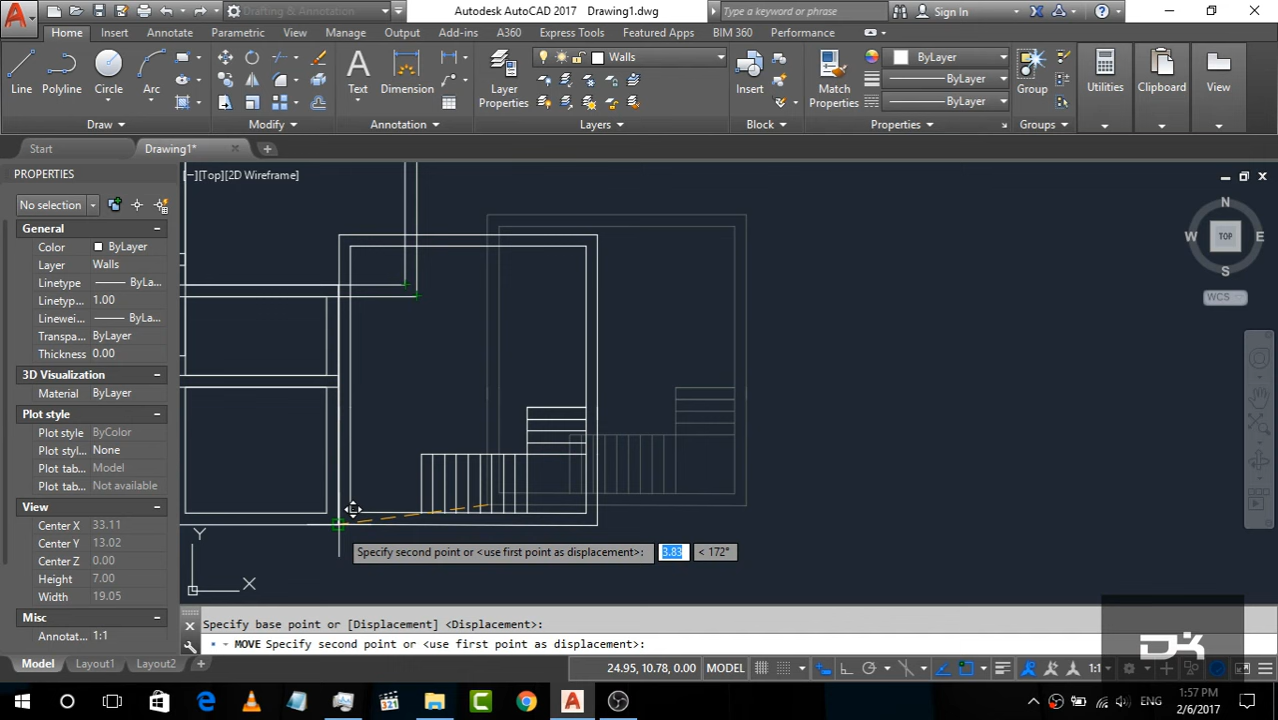 Drafting & Annotation
Autodesk AutoCAD 2017 Drawing1.dwg
Type a keyword or phrase
Sign In
Home Insert Annotate Parametric View Manage Output Add-ins A360 Express Tools Featured Apps BIM 360 Performance
Line Polyline Circle Arc
Text Dimension
Layer Properties
Walls
Insert
Match Properties
ByLayer
ByLayer
ByLayer
Group
Utilities
Clipboard
View
Draw Modify Annotation Layers Block Properties Groups
Start Drawing1*
PROPERTIES
No selection
General
Color ByLayer
Layer Walls
Linetype ByLa...
Linetyp... 1.00
Linewei... ByLa...
Transpa... ByLayer
Thickness 0.00
3D Visualization
Material ByLayer
Plot style
Plot style ByColor
Plot styl... None
Plot tab... Model
Plot tab... Not available
View
Center X 33.11
Center Y 13.02
Center Z 0.00
Height 7.00
Width 19.05
Misc
Annotat... 1:1
[−][Top][2D Wireframe]
N
W TOP E
S
WCS
Specify second point or <use first point as displacement>: 3.83 < 172°
Y
X
Specify base point or [Displacement] <Displacement>:
MOVE Specify second point or <use first point as displacement>:
Model Layout1 Layout2
24.95, 10.78, 0.00 MODEL
1:1
DK
321
ENG
1:57 PM
2/6/2017